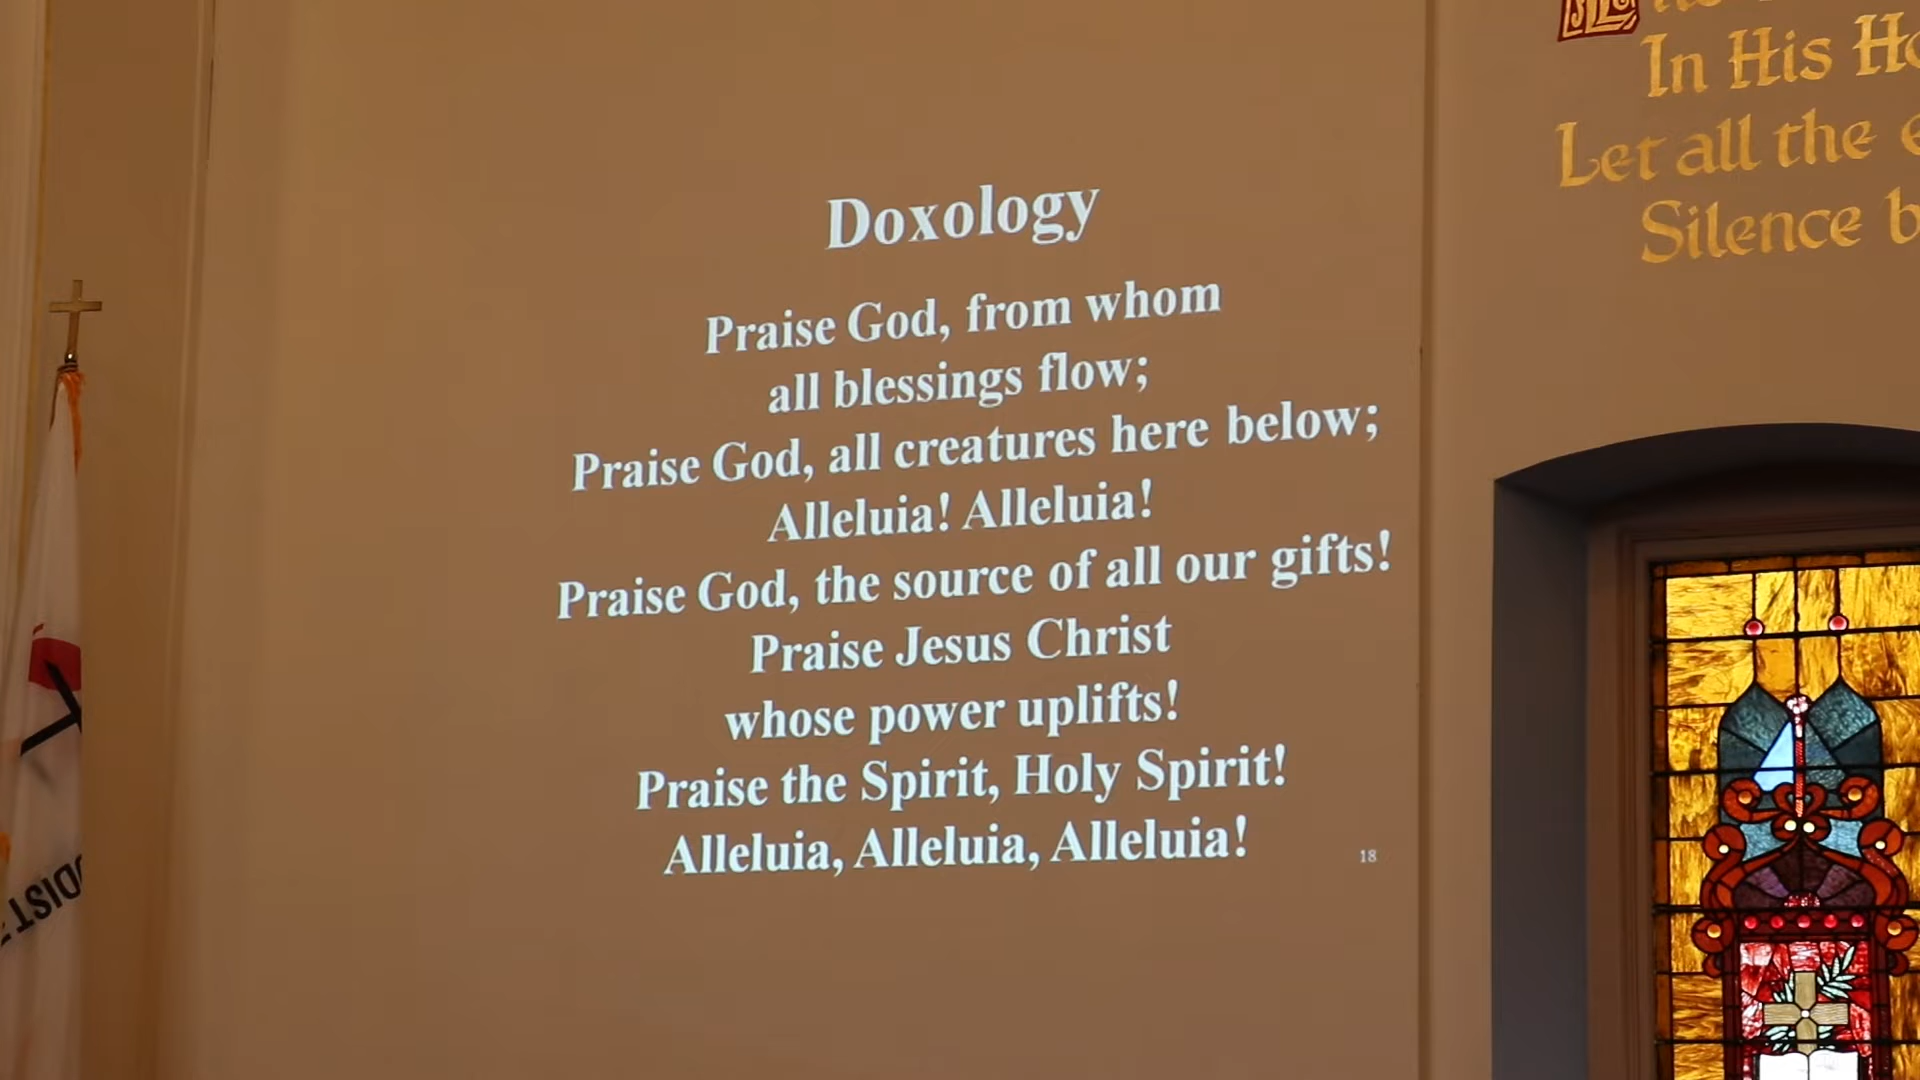 Doxology
Praise God, from whom
all blessings flow;
Praise God, all creatures here below;
Alleluia! Alleluia!
Praise God, the source of all our gifts!
Praise Jesus Christ
whose power uplifts!
Praise the Spirit, Holy Spirit!
Alleluia, Alleluia, Alleluia!
18
In His
Let all the
Silence